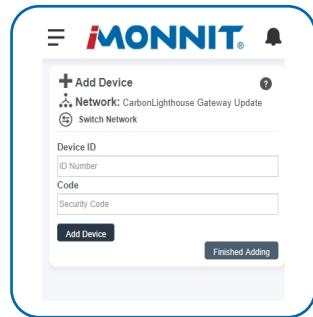 iMONNIT®
Add Device
?
Network: CarbonLighthouse Gateway Update
Switch Network
Device ID
ID Number
Code
Security Code
Add Device
Finished Adding